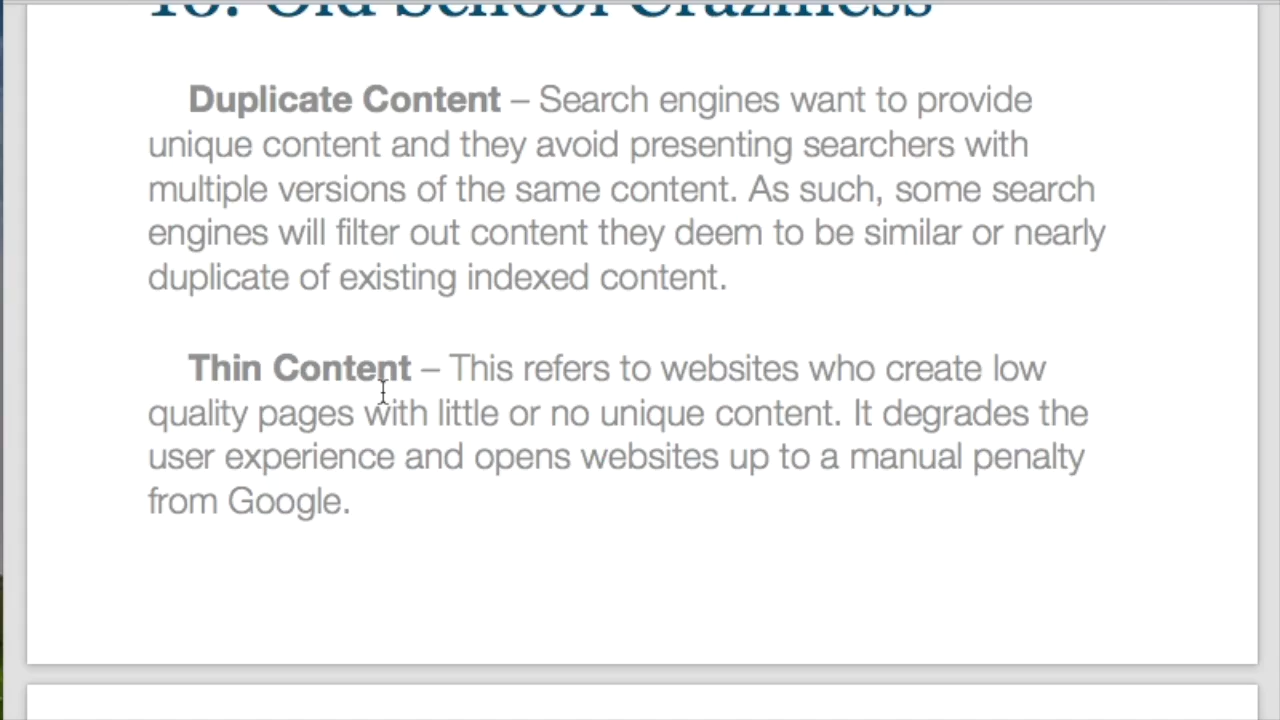 Old School Craziness
Duplicate Content – Search engines want to provide
unique content and they avoid presenting searchers with
multiple versions of the same content. As such, some search
engines will filter out content they deem to be similar or nearly
duplicate of existing indexed content.
Thin Content – This refers to websites who create low
quality pages with little or no unique content. It degrades the
user experience and opens websites up to a manual penalty
from Google.